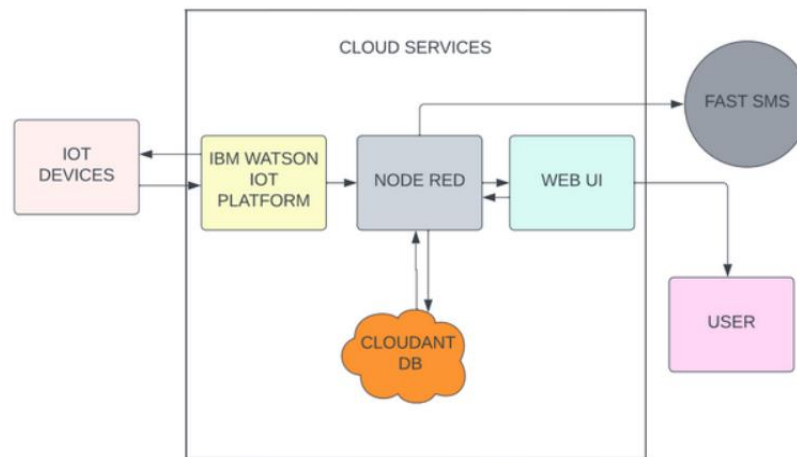 CLOUD SERVICES
FAST SMS
IOT
DEVICES
IBM WATSON
IOT
PLATFORM
NODE RED
WEB UI
CLOUDANT
DB
USER